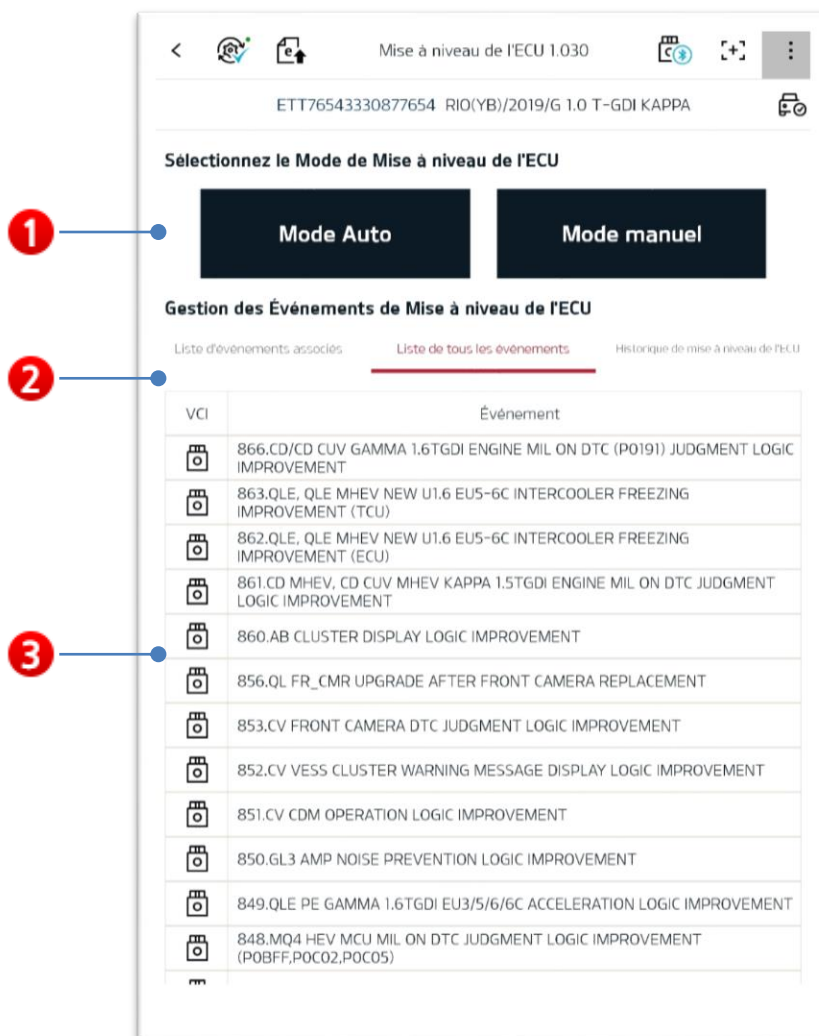 Mise à niveau de l'ECU 1.030
ETT76543330877654 RIO(YB)/2019/G 1.0 T-GDI KAPPA
Sélectionnez le Mode de Mise à niveau de l'ECU
1
Mode Auto
Mode manuel
Gestion des Événements de Mise à niveau de l'ECU
Liste d'événements associés
Liste de tous les événements
Historique de mise à niveau de l'ECU
2
VCI
Événement
866.CD/CD CUV GAMMA 1.6TGDI ENGINE MIL ON DTC (P0191) JUDGMENT LOGIC
IMPROVEMENT
863.QLE, QLE MHEV NEW U1.6 EU5-6C INTERCOOLER FREEZING
IMPROVEMENT (TCU)
862.QLE, QLE MHEV NEW U1.6 EU5-6C INTERCOOLER FREEZING
IMPROVEMENT (ECU)
861.CD MHEV, CD CUV MHEV KAPPA 1.5TGDI ENGINE MIL ON DTC JUDGMENT
LOGIC IMPROVEMENT
860.AB CLUSTER DISPLAY LOGIC IMPROVEMENT
3
856.QL FR_CMR UPGRADE AFTER FRONT CAMERA REPLACEMENT
853.CV FRONT CAMERA DTC JUDGMENT LOGIC IMPROVEMENT
852.CV VESS CLUSTER WARNING MESSAGE DISPLAY LOGIC IMPROVEMENT
851.CV CDM OPERATION LOGIC IMPROVEMENT
850.GL3 AMP NOISE PREVENTION LOGIC IMPROVEMENT
849.QLE PE GAMMA 1.6TGDI EU3/5/6/6C ACCELERATION LOGIC IMPROVEMENT
848.MQ4 HEV MCU MIL ON DTC JUDGMENT LOGIC IMPROVEMENT
(P0BFF,P0C02,P0C05)